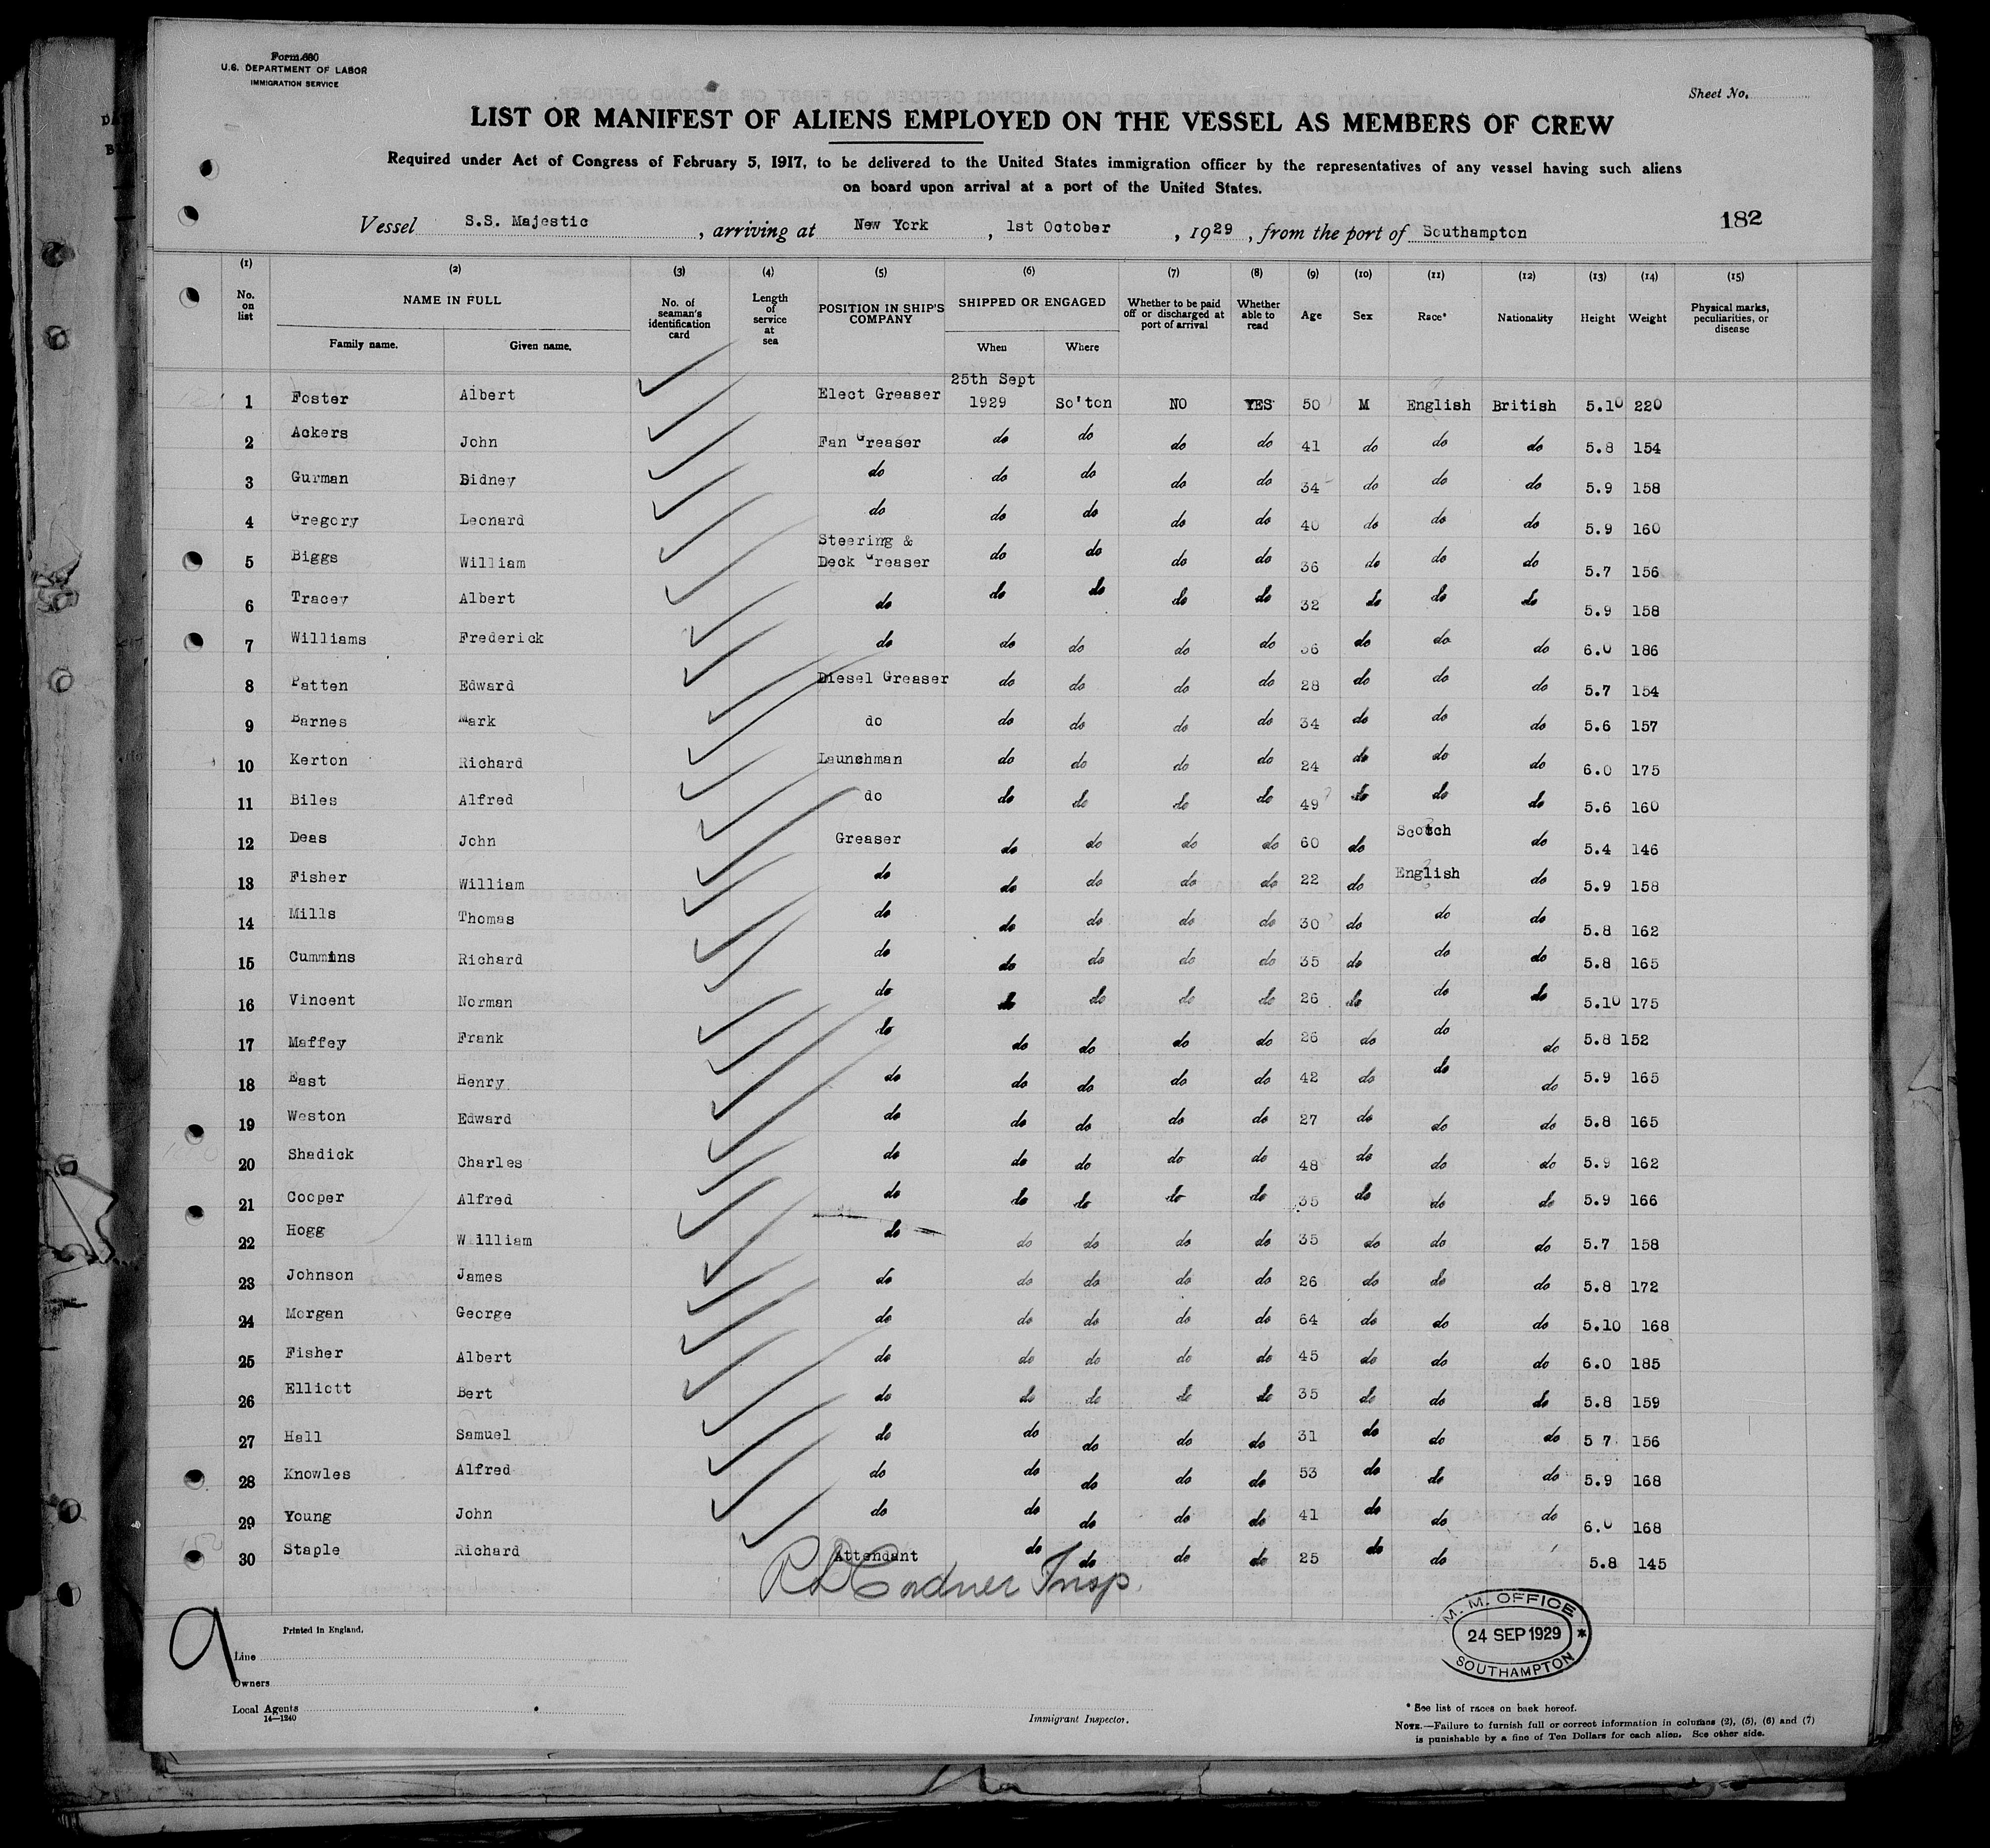 Form 680
U.S. DEPARTMENT OF LABOR
IMMIGRATION SERVICE
Sheet No.
LIST OR MANIFEST OF ALIENS EMPLOYED ON THE VESSEL AS MEMBERS OF CREW
Required under Act of Congress of February 5, 1917, to be delivered to the United States immigration officer by the representatives of any vessel having such aliens
on board upon arrival at a port of the United States.
Vessel S.S. Majestic, arriving at New York, 1st October, 1929, from the port of Southampton 182
(1) (2) (3) (4) (5) (6) (7) (8) (9) (10) (11) (12) (13) (14) (15)
No. on list NAME IN FULL Family name. Given name. No. of seaman's identification card Length of service at sea POSITION IN SHIP'S COMPANY SHIPPED OR ENGAGED When Where Whether to be paid off or discharged at port of arrival Whether able to read Age Sex Race* Nationality Height Weight Physical marks, peculiarities, or disease
1 Foster Albert Elect Greaser 25th Sept 1929 So'ton NO YES 50 M English British 5.10 220
2 Ackers John Fan Greaser do do do do 41 do do do 5.8 154
3 Gurman Sidney do do do do do 34 do do do 5.9 158
4 Gregory Leonard do do do do do 40 do do do 5.9 160
5 Biggs William Steering & Deck Greaser do do do do 36 do do do 5.7 156
6 Tracey Albert do do do do do 32 do do do 5.9 158
7 Williams Frederick do do do do do 36 do do do 6.0 186
8 Patten Edward Diesel Greaser do do do do 28 do do do 5.7 154
9 Barnes Mark do do do do do 34 do do do 5.6 157
10 Kerton Richard Launchman do do do do 24 do do do 6.0 175
11 Biles Alfred do do do do do 49 do do do 5.6 160
12 Deas John Greaser do do do do 60 do Scotch do 5.4 146
13 Fisher William do do do do do 22 do English do 5.9 158
14 Mills Thomas do do do do do 30 do do do 5.8 162
15 Cummins Richard do do do do do 35 do do do 5.8 165
16 Vincent Norman do do do do do 26 do do do 5.10 175
17 Maffey Frank do do do do do 26 do do do 5.8 152
18 East Henry do do do do do 42 do do do 5.9 165
19 Weston Edward do do do do do 27 do do do 5.8 165
20 Shadick Charles do do do do do 48 do do do 5.9 162
21 Cooper Alfred do do do do do 35 do do do 5.9 166
22 Hogg William do do do do do 35 do do do 5.7 158
23 Johnson James do do do do do 26 do do do 5.8 172
24 Morgan George do do do do do 64 do do do 5.10 168
25 Fisher Albert do do do do do 45 do do do 6.0 185
26 Elliott Bert do do do do do 35 do do do 5.8 159
27 Hall Samuel do do do do do 31 do do do 5 7 156
28 Knowles Alfred do do do do do 53 do do do 5.9 168
29 Young John do do do do do 41 do do do 6.0 168
30 Staple Richard Attendant do do do do 25 do do 5.8 145
Insp.
M. M. OFFICE
24 SEP 1929 *
SOUTHAMPTON
Printed in England.
Line
Owners
Local Agents
14—1240
Immigrant Inspector.
* See list of races on back hereof.
NOTE.—Failure to furnish full or correct information in columns (2), (5), (6) and (7)
is punishable by a fine of Ten Dollars for each alien. See other side.